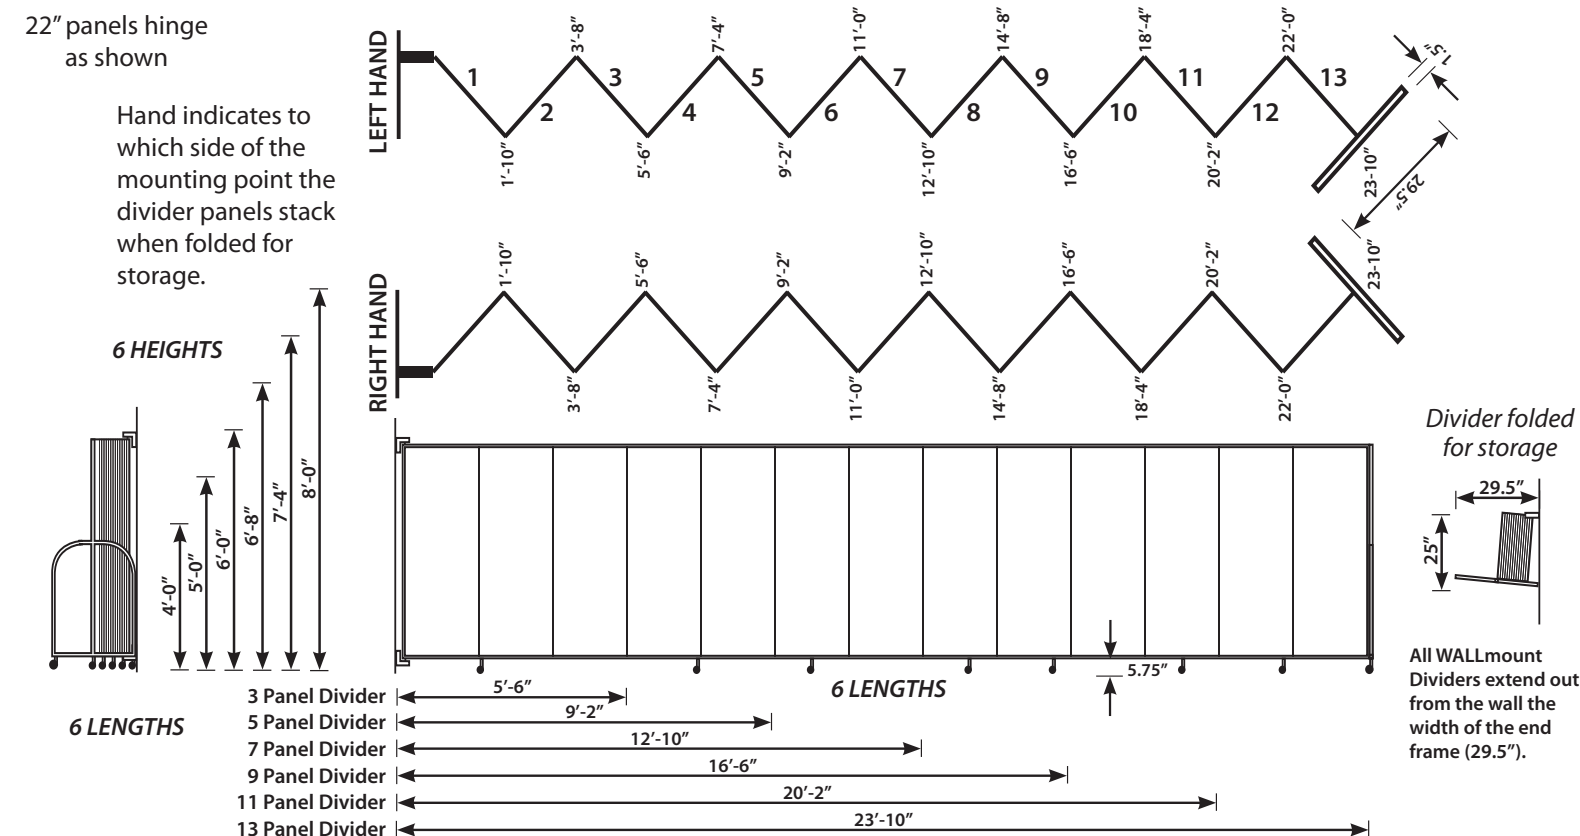 22” panels hinge
as shown
Hand indicates to
which side of the
mounting point the
divider panels stack
when folded for
storage.
LEFT HAND
3’-8”
7’-4”
11’-0”
14’-8”
18’-4”
22’-0”
1.5”
1
2
3
4
5
6
7
8
9
10
11
12
13
1’-10”
5’-6”
9’-2”
12’-10”
16’-6”
20’-2”
23-10”
29.5”
RIGHT HAND
1’-10”
5’-6”
9’-2”
12’-10”
16’-6”
20’-2”
23-10”
3’-8”
7’-4”
11’-0”
14’-8”
18’-4”
22’-0”
6 HEIGHTS
4’-0”
5’-0”
6’-0”
6’-8”
7’-4”
8’-0”
6 LENGTHS
5.75”
6 LENGTHS
3 Panel Divider
5’-6”
5 Panel Divider
9’-2”
7 Panel Divider
12’-10”
9 Panel Divider
16’-6”
11 Panel Divider
20’-2”
13 Panel Divider
23’-10”
Divider folded
for storage
29.5”
25”
All WALLmount
Dividers extend out
from the wall the
width of the end
frame (29.5”).